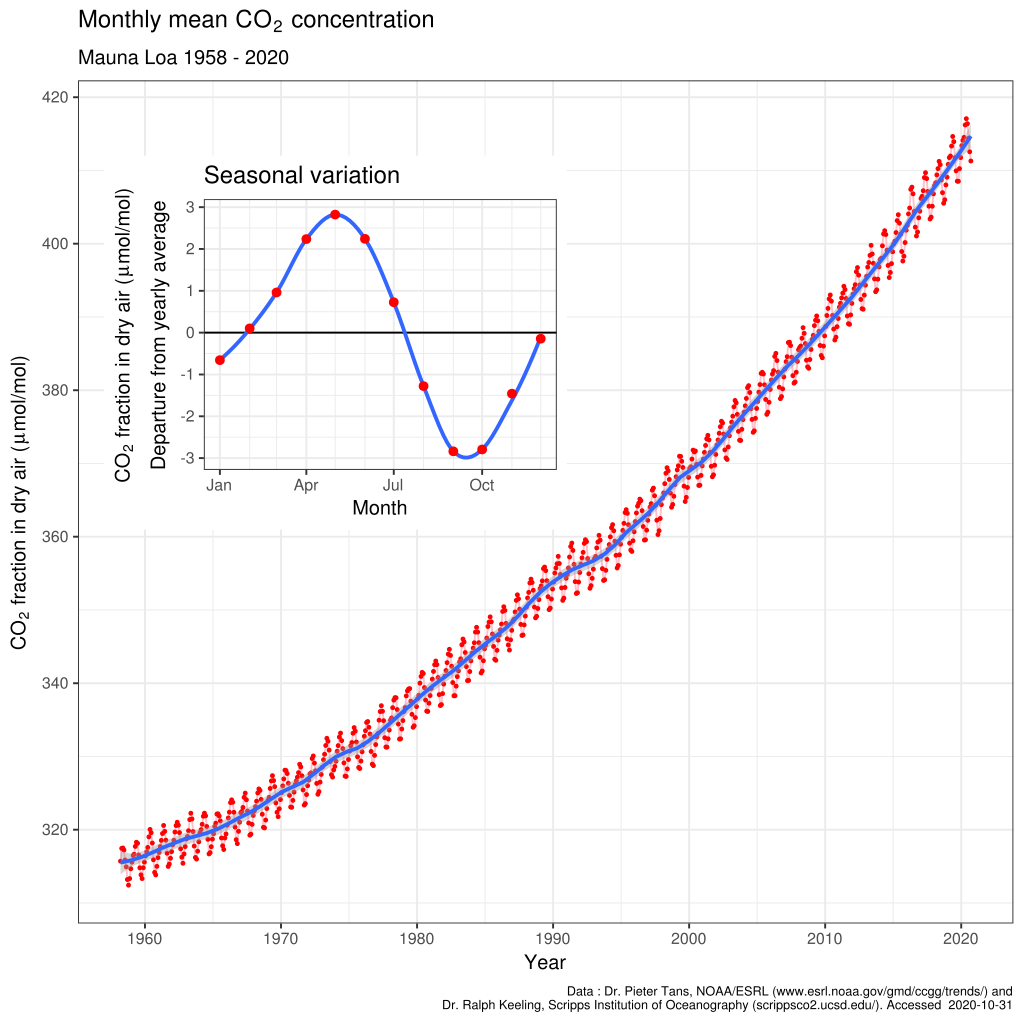 Monthly mean CO₂ concentration
Mauna Loa 1958 - 2020
CO₂ fraction in dry air (μmol/mol)
420
400
380
360
340
320
1960
1970
1980
1990
2000
2010
2020
Year
Seasonal variation
CO₂ fraction in dry air (μmol/mol)
Departure from yearly average
3
2
1
0
-1
-2
-3
Jan
Apr
Jul
Oct
Month
Data : Dr. Pieter Tans, NOAA/ESRL (www.esrl.noaa.gov/gmd/ccgg/trends/) and
Dr. Ralph Keeling, Scripps Institution of Oceanography (scrippsco2.ucsd.edu/). Accessed 2020-10-31